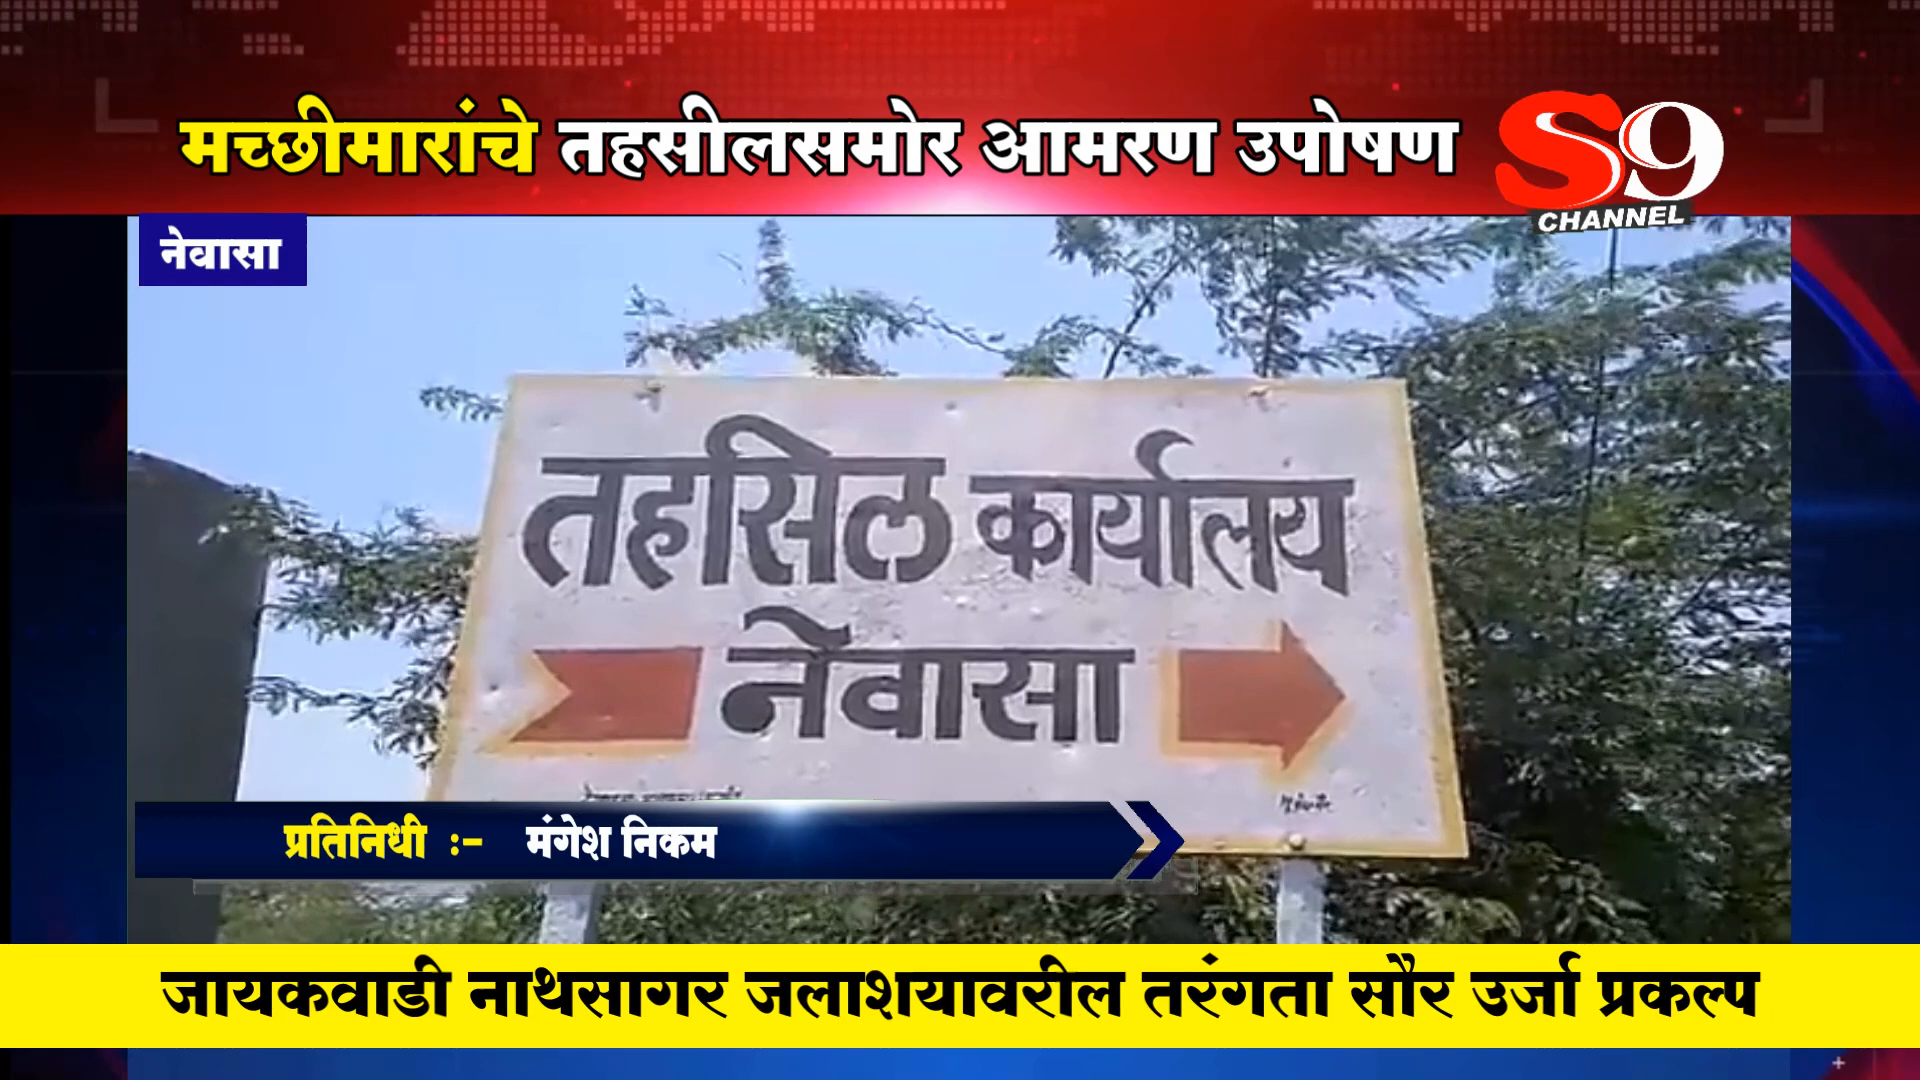 मच्छीमारांचे तहसीलसमोर आमरण उपोषण
S9
CHANNEL
नेवासा
तहसिल कार्यालय
नेवासा
प्रतिनिधी :- मंगेश निकम
जायकवाडी नाथसागर जलाशयावरील तरंगता सौर उर्जा प्रकल्प